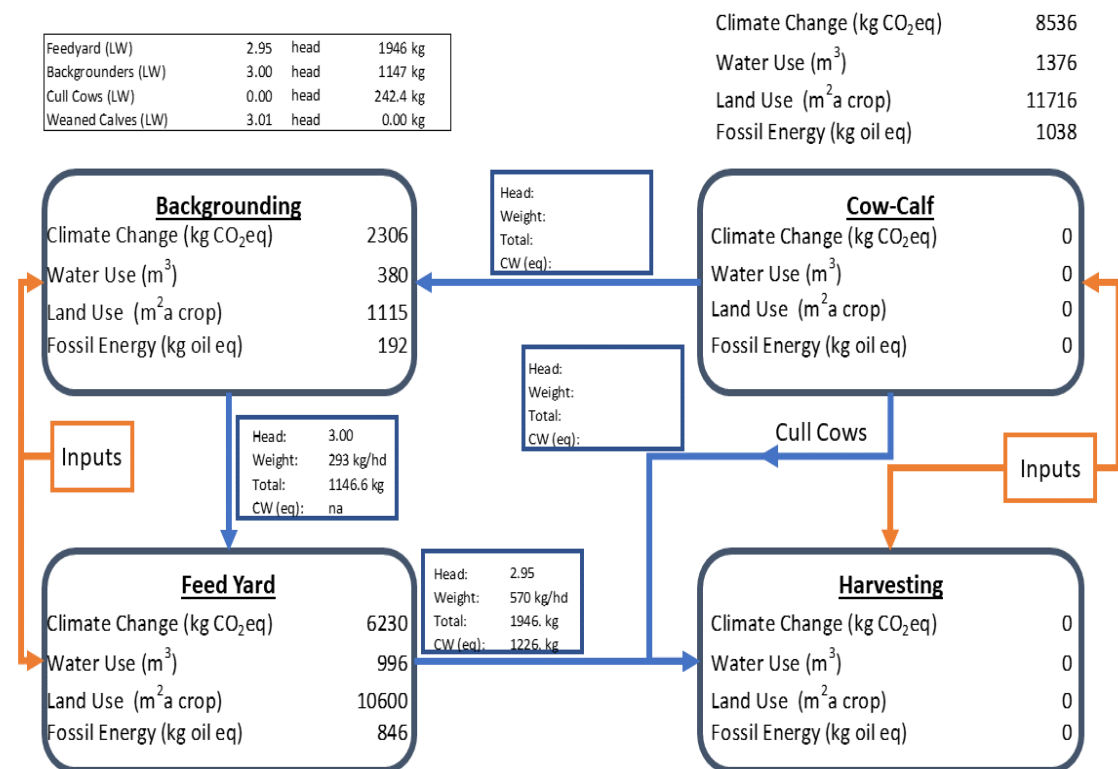 Climate Change (kg CO₂eq) 8536
Water Use (m³) 1376
Land Use (m²a crop) 11716
Fossil Energy (kg oil eq) 1038
Feedyard (LW) 2.95 head 1946 kg
Backgrounders (LW) 3.00 head 1147 kg
Cull Cows (LW) 0.00 head 242.4 kg
Weaned Calves (LW) 3.01 head 0.00 kg
Backgrounding
Climate Change (kg CO₂eq) 2306
Water Use (m³) 380
Land Use (m²a crop) 1115
Fossil Energy (kg oil eq) 192
Head:
Weight:
Total:
CW (eq):
Cow-Calf
Climate Change (kg CO₂eq) 0
Water Use (m³) 0
Land Use (m²a crop) 0
Fossil Energy (kg oil eq) 0
Head:
Weight:
Total:
CW (eq):
Cull Cows
Inputs
Head: 3.00
Weight: 293 kg/hd
Total: 1146.6 kg
CW (eq): na
Inputs
Feed Yard
Climate Change (kg CO₂eq) 6230
Water Use (m³) 996
Land Use (m²a crop) 10600
Fossil Energy (kg oil eq) 846
Head: 2.95
Weight: 570 kg/hd
Total: 1946. kg
CW (eq): 1226. kg
Harvesting
Climate Change (kg CO₂eq) 0
Water Use (m³) 0
Land Use (m²a crop) 0
Fossil Energy (kg oil eq) 0